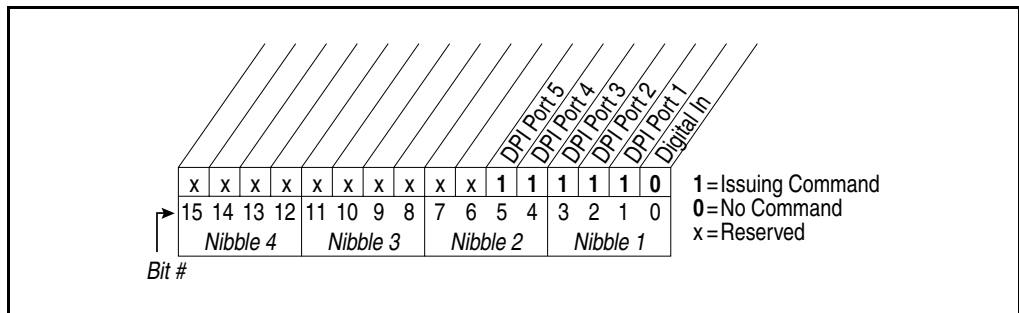 DPI Port 5
DPI Port 4
DPI Port 3
DPI Port 2
DPI Port 1
Digital In
x x x x x x x x x x 1 1 1 1 1 0
15 14 13 12 11 10 9 8 7 6 5 4 3 2 1 0
Nibble 4 Nibble 3 Nibble 2 Nibble 1
Bit #
1=Issuing Command
0=No Command
x=Reserved